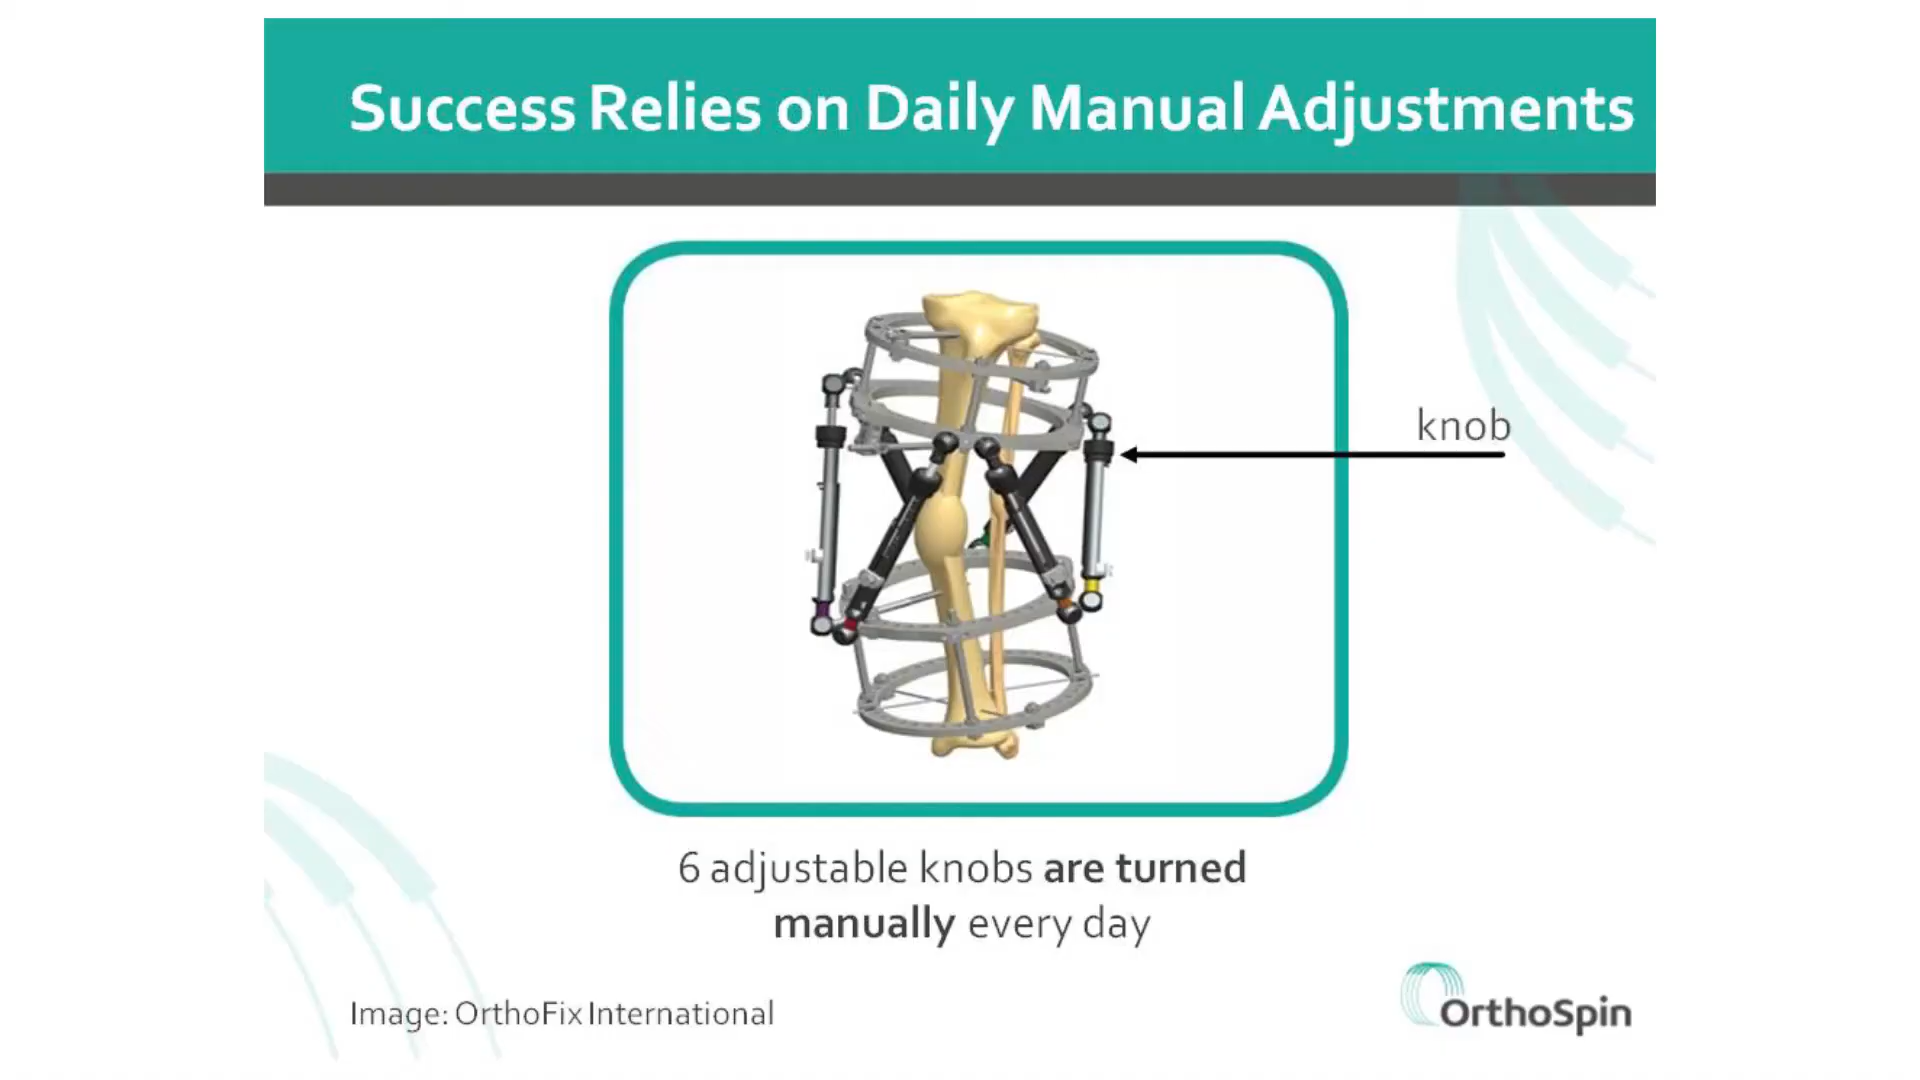 Success Relies on Daily Manual Adjustments
knob
6 adjustable knobs are turned
manually every day
Image: OrthoFix International
OrthoSpin